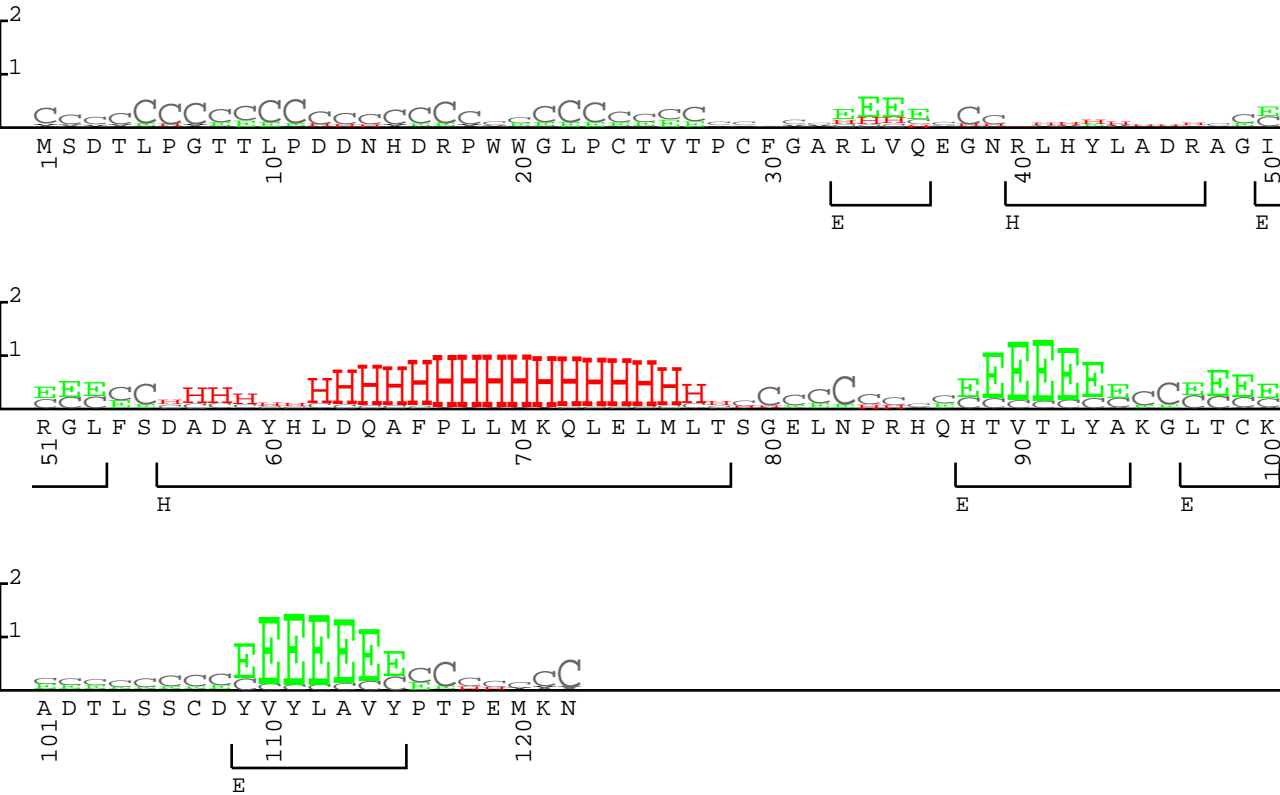 2
1
C C C C C C C C C C C C C C C C C C C C C C C C C C C E E E E C C C E
M S D T L P G T T L P D D N H D R P W W G L P C T V T P C F G A R L V Q E G N R L H Y L A D R A G I
1 10 20 30 40 50
E H E
2
1
E E E C C H H H H H H H H H H H H H H H H H H H C C C C C C C E E E E E E E C C E E E E
R G L F S D A D A Y H L D Q A F P L L M K Q L E L M L T S G E L N P R H Q H T V T L Y A K G L T C K
51 60 70 80 90 100
H E E
2
1
C C C C C C C C E E E E E E E C C C C C C C
A D T L S S C D Y V Y L A V Y P T P E M K N
101 110 120
E